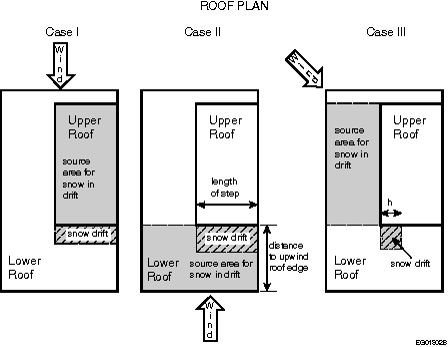 ROOF PLAN
Case I
Case II
Case III
Wind
Wind
Upper
Roof
source
area for
snow in
drift
snow drift
Lower
Roof
Upper
Roof
length
of step
snow drift
Lower
Roof
source area for
snow in drift
distance
to upwind
roof edge
Wind
source
area for
snow in
drift
Upper
Roof
h
Lower
Roof
snow drift
EG01302B